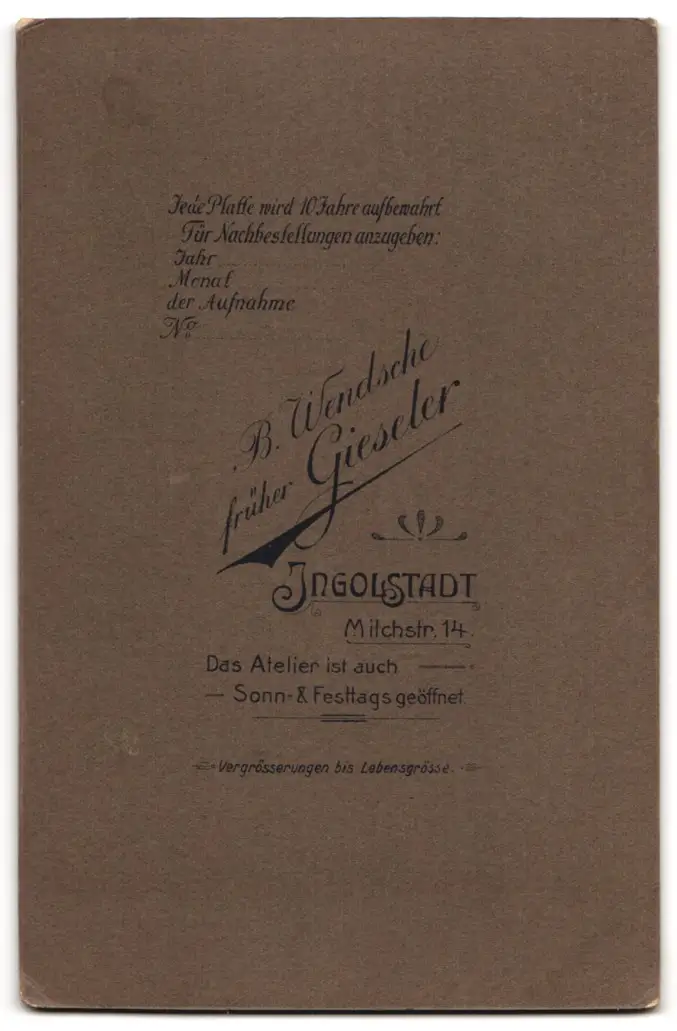 Jede Platte wird 10 Jahre aufbewahrt
Für Nachbestellungen anzugeben:
Jahr
Monat
der Aufnahme
No
B. Wendsche
früher Gieseler
INGOLSTADT
Milchstr. 14.
Das Atelier ist auch
Sonn- & Festtags geöffnet.
Vergrösserungen bis Lebensgrösse.